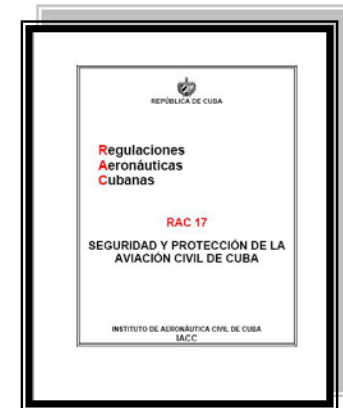 REPÚBLICA DE CUBA
Regulaciones
Aeronáuticas
Cubanas
RAC 17
SEGURIDAD Y PROTECCIÓN DE LA
AVIACIÓN CIVIL DE CUBA
INSTITUTO DE AERONÁUTICA CIVIL DE CUBA
IACC